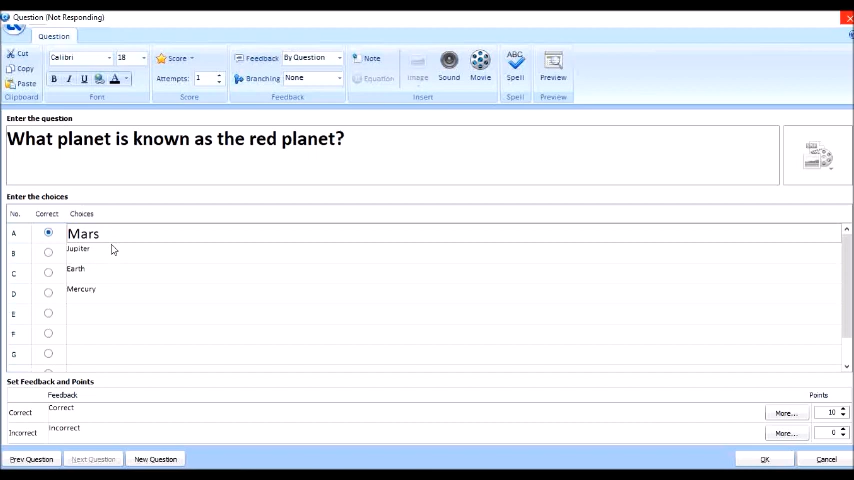 Question (Not Responding)
Question
Cut
Copy
Paste
Clipboard
Calibri 18
B I U A
Font
Score
Attempts: 1
Score
Feedback By Question
Branching None
Feedback
Note
Equation
Image
Sound
Movie
Insert
ABC
Spell
Spell
Preview
Preview
Enter the question
What planet is known as the red planet?
Enter the choices
No. Correct Choices
A Mars
B Jupiter
C Earth
D Mercury
E
F
G
Set Feedback and Points
Feedback Points
Correct Correct More... 10
Incorrect Incorrect More... 0
Prev Question Next Question New Question OK Cancel